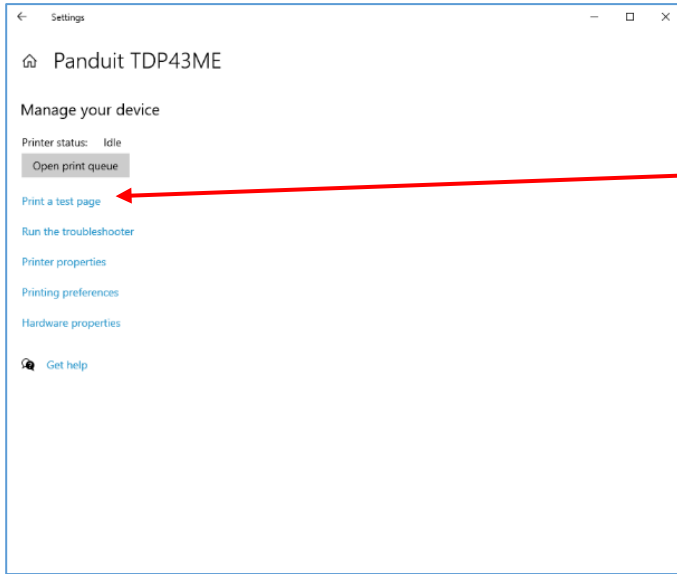 Settings
Panduit TDP43ME
Manage your device
Printer status: Idle
Open print queue
Print a test page
Run the troubleshooter
Printer properties
Printing preferences
Hardware properties
Get help